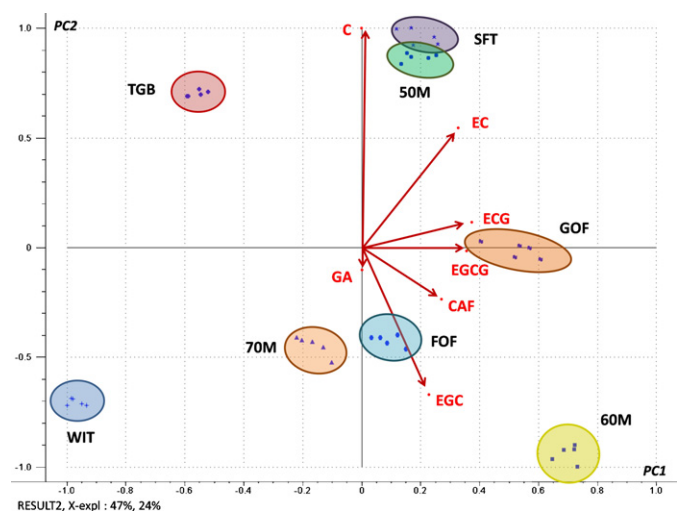 PC2
1.0
C
SFT
50M
TGB
EC
0.5
ECG
GOF
0
EGCG
GA
CAF
70M
FOF
-0.5
EGC
WIT
60M
-1.0
PC1
-1.0 -0.8 -0.6 -0.4 -0.2 0 0.2 0.4 0.6 0.8 1.0
RESULT2, X-expl : 47%, 24%